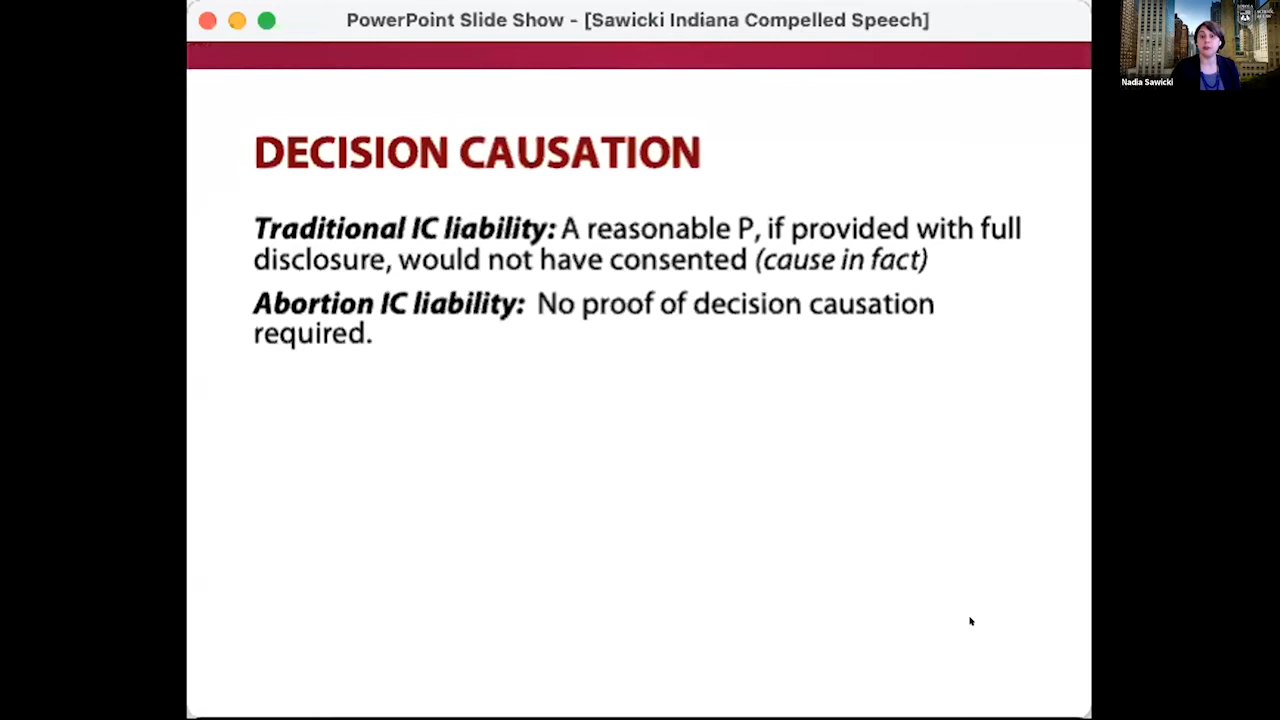 PowerPoint Slide Show - [Sawicki Indiana Compelled Speech]
Nadia Sawicki
DECISION CAUSATION
Traditional IC liability: A reasonable P, if provided with full
disclosure, would not have consented (cause in fact)
Abortion IC liability: No proof of decision causation
required.